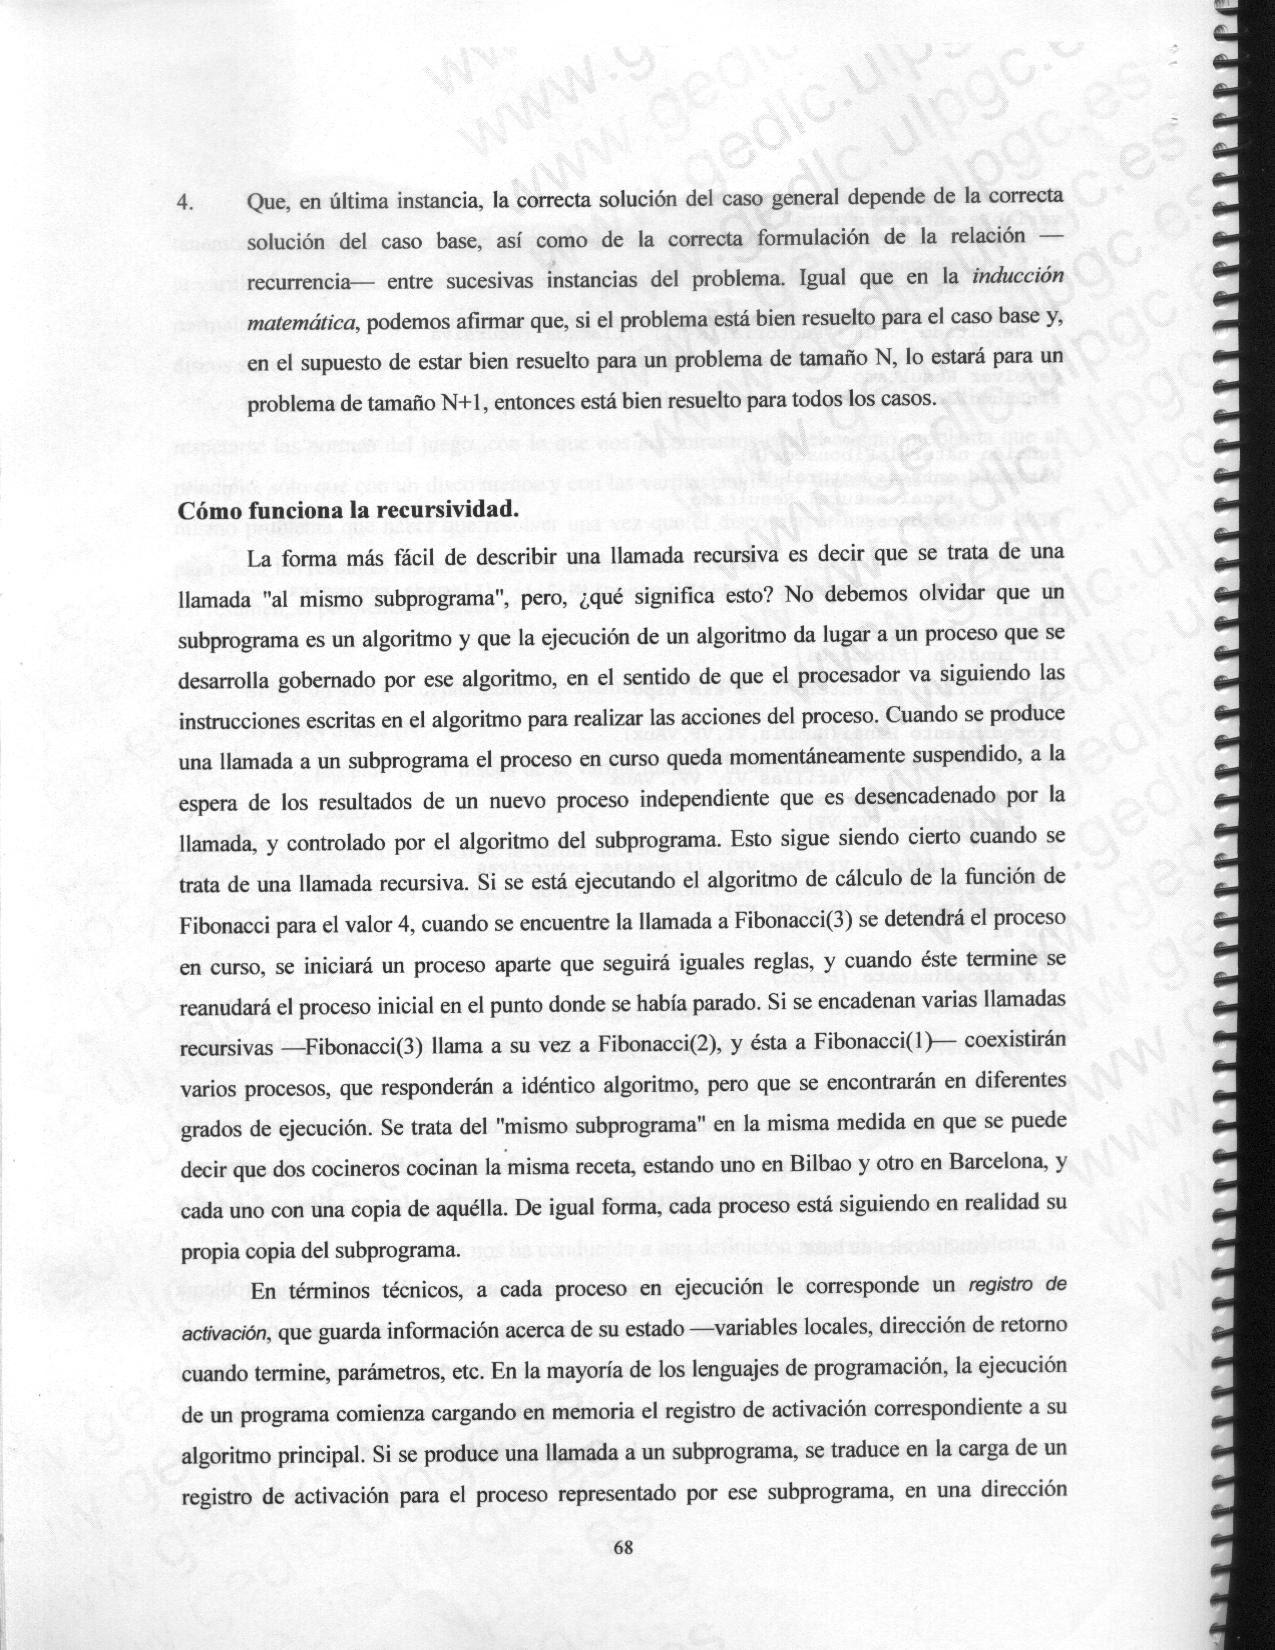 4. Que, en última instancia, la correcta solución del caso general depende de la correcta
solución del caso base, así como de la correcta formulación de la relación —
recurrencia— entre sucesivas instancias del problema. Igual que en la inducción
matemática, podemos afirmar que, si el problema está bien resuelto para el caso base y,
en el supuesto de estar bien resuelto para un problema de tamaño N, lo estará para un
problema de tamaño N+1, entonces está bien resuelto para todos los casos.
Cómo funciona la recursividad.
La forma más fácil de describir una llamada recursiva es decir que se trata de una
llamada "al mismo subprograma", pero, ¿qué significa esto? No debemos olvidar que un
subprograma es un algoritmo y que la ejecución de un algoritmo da lugar a un proceso que se
desarrolla gobernado por ese algoritmo, en el sentido de que el procesador va siguiendo las
instrucciones escritas en el algoritmo para realizar las acciones del proceso. Cuando se produce
una llamada a un subprograma el proceso en curso queda momentáneamente suspendido, a la
espera de los resultados de un nuevo proceso independiente que es desencadenado por la
llamada, y controlado por el algoritmo del subprograma. Esto sigue siendo cierto cuando se
trata de una llamada recursiva. Si se está ejecutando el algoritmo de cálculo de la función de
Fibonacci para el valor 4, cuando se encuentre la llamada a Fibonacci(3) se detendrá el proceso
en curso, se iniciará un proceso aparte que seguirá iguales reglas, y cuando éste termine se
reanudará el proceso inicial en el punto donde se había parado. Si se encadenan varias llamadas
recursivas —Fibonacci(3) llama a su vez a Fibonacci(2), y ésta a Fibonacci(1)— coexistirán
varios procesos, que responderán a idéntico algoritmo, pero que se encontrarán en diferentes
grados de ejecución. Se trata del "mismo subprograma" en la misma medida en que se puede
decir que dos cocineros cocinan la misma receta, estando uno en Bilbao y otro en Barcelona, y
cada uno con una copia de aquélla. De igual forma, cada proceso está siguiendo en realidad su
propia copia del subprograma.
En términos técnicos, a cada proceso en ejecución le corresponde un registro de
activación, que guarda información acerca de su estado —variables locales, dirección de retorno
cuando termine, parámetros, etc. En la mayoría de los lenguajes de programación, la ejecución
de un programa comienza cargando en memoria el registro de activación correspondiente a su
algoritmo principal. Si se produce una llamada a un subprograma, se traduce en la carga de un
registro de activación para el proceso representado por ese subprograma, en una dirección
68
www.gedlc.ulpgc.es